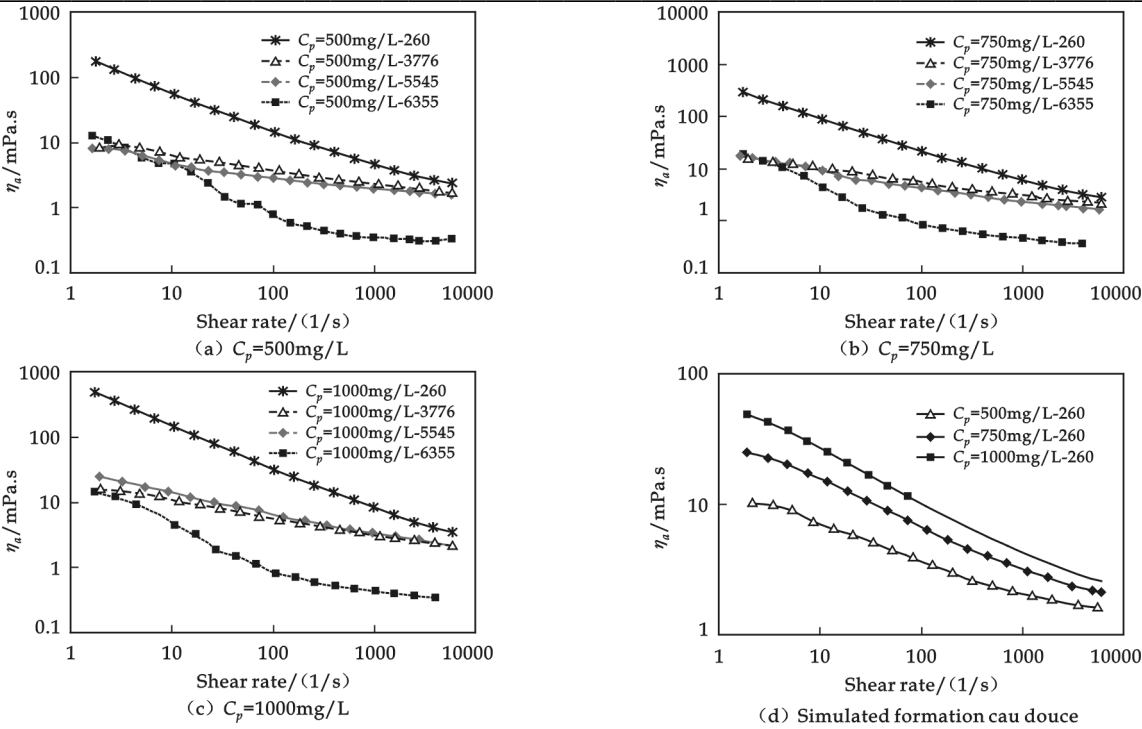 1000
100
10
1
0.1
ηa/ mPa.s
Cp=500mg/L-260
Cp=500mg/L-3776
Cp=500mg/L-5545
Cp=500mg/L-6355
1 10 100 1000 10000
Shear rate/（1/s）
（a）Cp=500mg/L
10000
1000
100
10
1
0.1
ηa/ mPa.s
Cp=750mg/L-260
Cp=750mg/L-3776
Cp=750mg/L-5545
Cp=750mg/L-6355
1 10 100 1000 10000
Shear rate/（1/s）
（b）Cp=750mg/L
1000
100
10
1
0.1
ηa/ mPa.s
Cp=1000mg/L-260
Cp=1000mg/L-3776
Cp=1000mg/L-5545
Cp=1000mg/L-6355
1 10 100 1000 10000
Shear rate/（1/s）
（c）Cp=1000mg/L
100
10
1
ηa/ mPa.s
Cp=500mg/L-260
Cp=750mg/L-260
Cp=1000mg/L-260
1 10 100 1000 10000
Shear rate/（1/s）
（d）Simulated formation cau douce